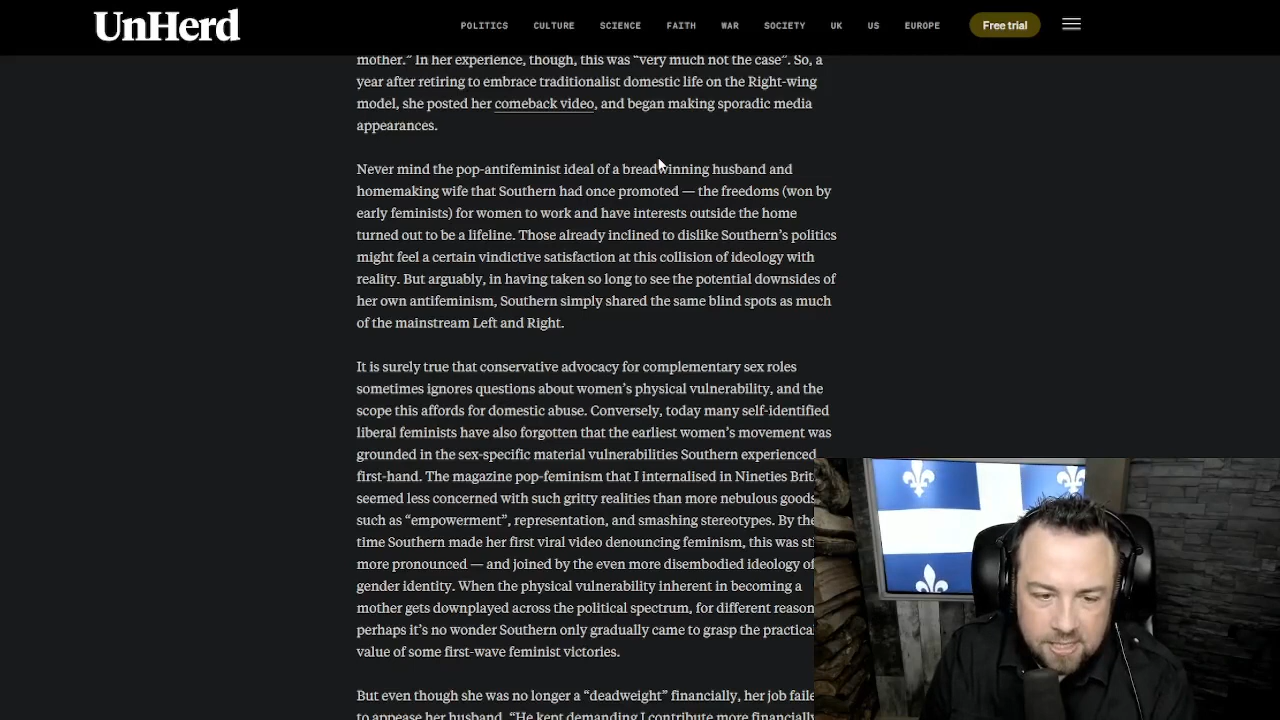 UnHerd
POLITICS CULTURE SCIENCE FAITH WAR SOCIETY UK US EUROPE Free trial
mother.” In her experience, though, this was “very much not the case”. So, a
year after retiring to embrace traditionalist domestic life on the Right-wing
model, she posted her comeback video, and began making sporadic media
appearances.
Never mind the pop-antifeminist ideal of a breadwinning husband and
homemaking wife that Southern had once promoted — the freedoms (won by
early feminists) for women to work and have interests outside the home
turned out to be a lifeline. Those already inclined to dislike Southern’s politics
might feel a certain vindictive satisfaction at this collision of ideology with
reality. But arguably, in having taken so long to see the potential downsides of
her own antifeminism, Southern simply shared the same blind spots as much
of the mainstream Left and Right.
It is surely true that conservative advocacy for complementary sex roles
sometimes ignores questions about women’s physical vulnerability, and the
scope this affords for domestic abuse. Conversely, today many self-identified
liberal feminists have also forgotten that the earliest women’s movement was
grounded in the sex-specific material vulnerabilities Southern experienced
first-hand. The magazine pop-feminism that I internalised in Nineties Brit
seemed less concerned with such gritty realities than more nebulous goods
such as “empowerment”, representation, and smashing stereotypes. By the
time Southern made her first viral video denouncing feminism, this was sti
more pronounced — and joined by the even more disembodied ideology of
gender identity. When the physical vulnerability inherent in becoming a
mother gets downplayed across the political spectrum, for different reason
perhaps it’s no wonder Southern only gradually came to grasp the practical
value of some first-wave feminist victories.
But even though she was no longer a “deadweight” financially, her job faile
to appease her husband. “He kept demanding I contribute more financially